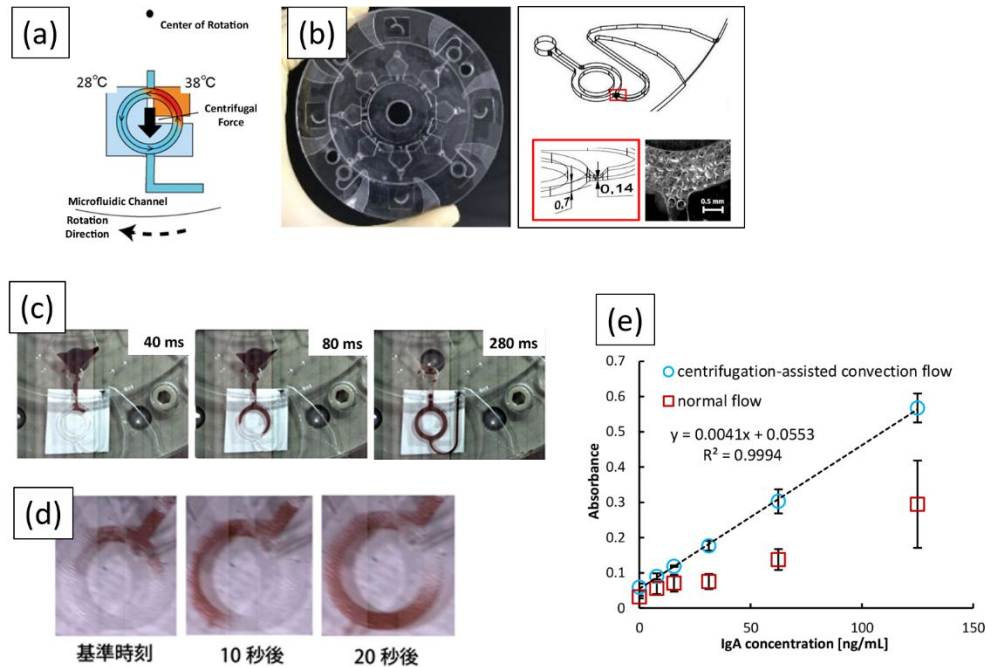 (a)
Center of Rotation
28℃
38℃
Centrifugal
Force
Microfluidic Channel
Rotation
Direction
(b)
0,7
0,14
0.5 mm
(c)
40 ms
80 ms
280 ms
(d)
基準時刻
10 秒後
20 秒後
(e)
0.7
0.6
0.5
0.4
0.3
0.2
0.1
0
Absorbance
centrifugation-assisted convection flow
normal flow
y = 0.0041x + 0.0553
R² = 0.9994
0
50
100
150
IgA concentration [ng/mL]